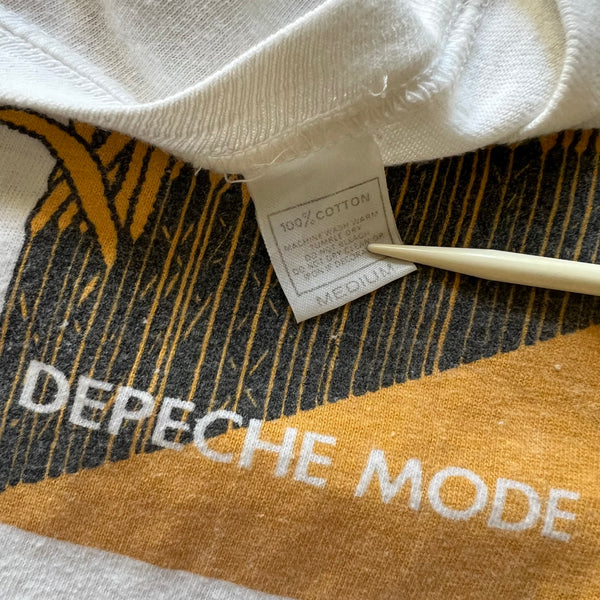 100% COTTON
MACHINE WASH WARM
TUMBLE DRY
MEDIUM
DEPECHE MODE